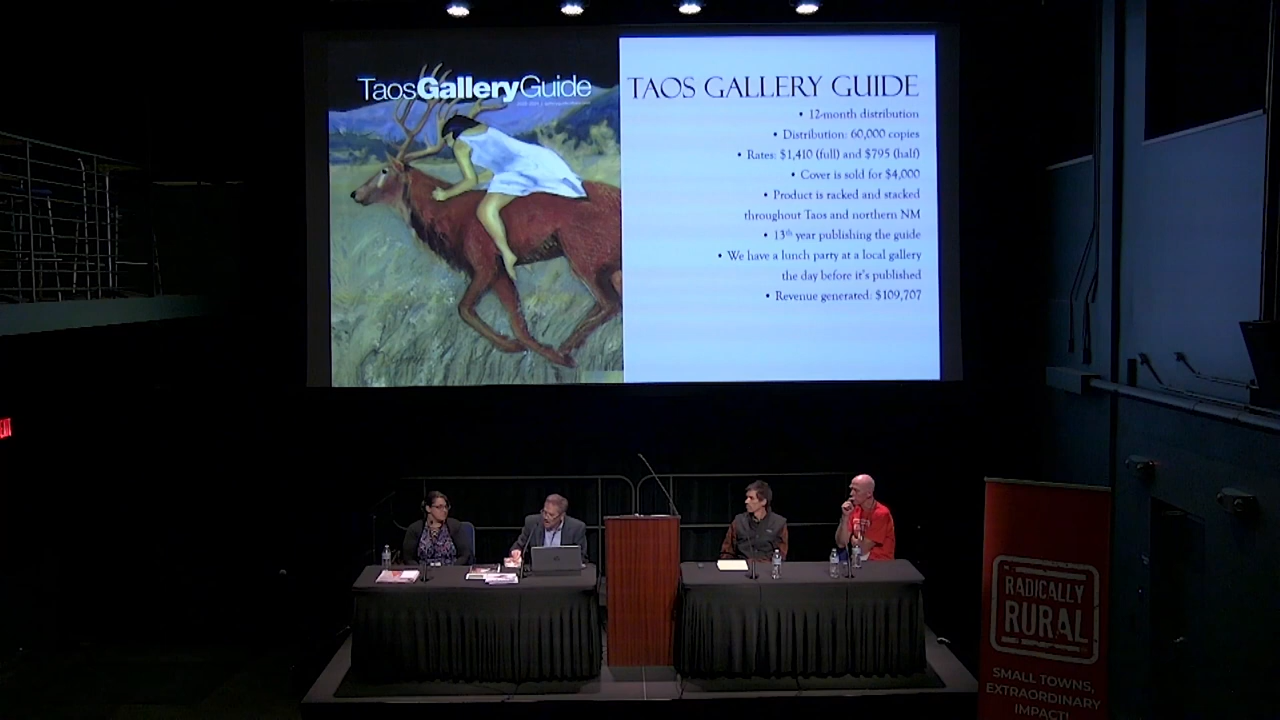 TaosGalleryGuide
TAOS GALLERY GUIDE
• 12-month distribution
• Distribution: 60,000 copies
• Rates: $1,410 (full) and $795 (half)
• Cover is sold for $4,000
• Product is racked and stacked
throughout Taos and northern NM
• 13th year publishing the guide
• We have a lunch party at a local gallery
the day before it's published
• Revenue generated: $109,707
RADICALLY
RURAL
SMALL TOWNS,
EXTRAORDINARY
IMPACT!